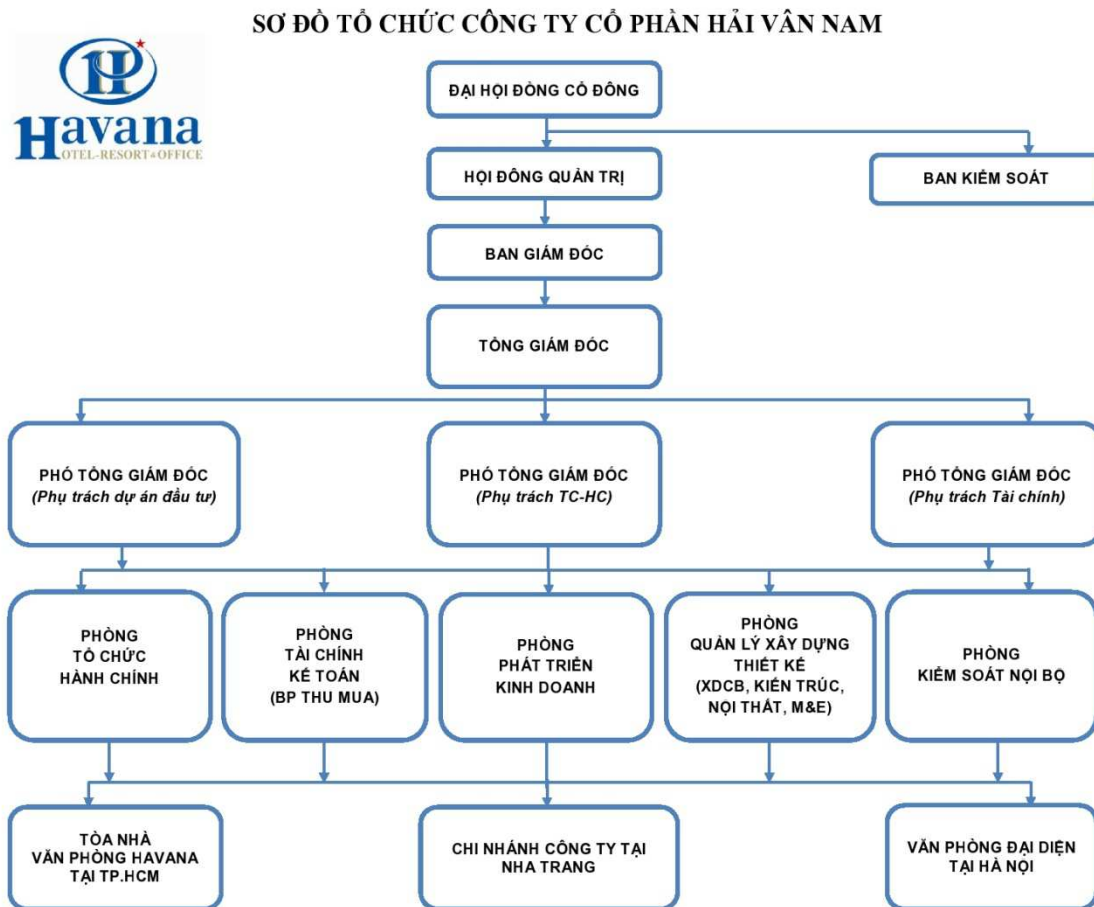 SƠ ĐỒ TỔ CHỨC CÔNG TY CỔ PHẦN HẢI VÂN NAM
HP
Havana
HOTEL-RESORT&OFFICE
ĐẠI HỘI ĐỒNG CỔ ĐÔNG
HỘI ĐỒNG QUẢN TRỊ
BAN KIỂM SOÁT
BAN GIÁM ĐỐC
TỔNG GIÁM ĐỐC
PHÓ TỔNG GIÁM ĐỐC
(Phụ trách dự án đầu tư)
PHÓ TỔNG GIÁM ĐỐC
(Phụ trách TC-HC)
PHÓ TỔNG GIÁM ĐỐC
(Phụ trách Tài chính)
PHÒNG
TỔ CHỨC
HÀNH CHÍNH
PHÒNG
TÀI CHÍNH
KẾ TOÁN
(BP THU MUA)
PHÒNG
PHÁT TRIỂN
KINH DOANH
PHÒNG
QUẢN LÝ XÂY DỰNG
THIẾT KẾ
(XDCB, KIẾN TRÚC,
NỘI THẤT, M&E)
PHÒNG
KIỂM SOÁT NỘI BỘ
TÒA NHÀ
VĂN PHÒNG HAVANA
TẠI TP.HCM
CHI NHÁNH CÔNG TY TẠI
NHA TRANG
VĂN PHÒNG ĐẠI DIỆN
TẠI HÀ NỘI